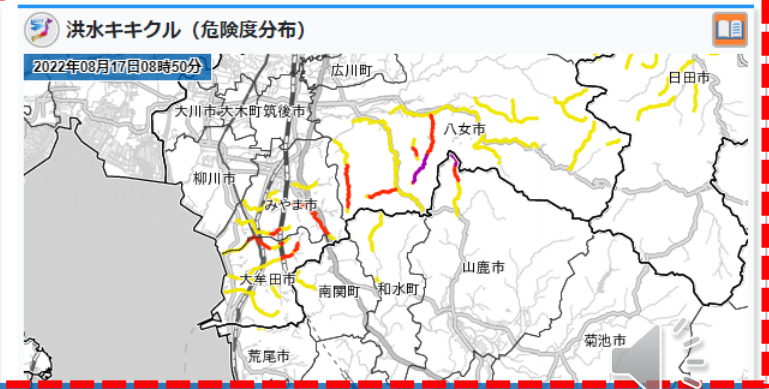 洪水キキクル（危険度分布）
2022年08月17日08時50分
広川町
日田市
大川市 大木町 筑後市
八女市
柳川市
みやま市
大牟田市
南関町
和水町
山鹿市
菊池市
荒尾市